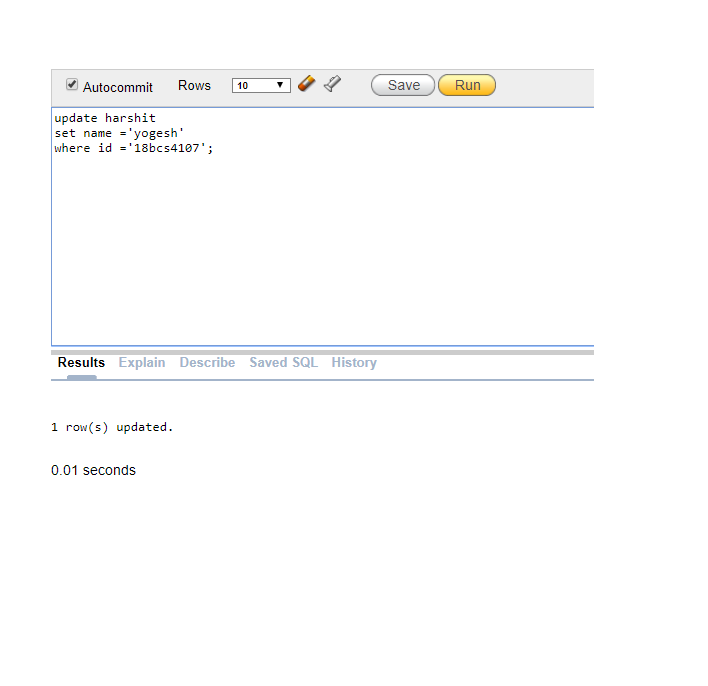 Autocommit Rows 10 Save Run
update harshit
set name ='yogesh'
where id ='18bcs4107';
Results Explain Describe Saved SQL History
1 row(s) updated.
0.01 seconds